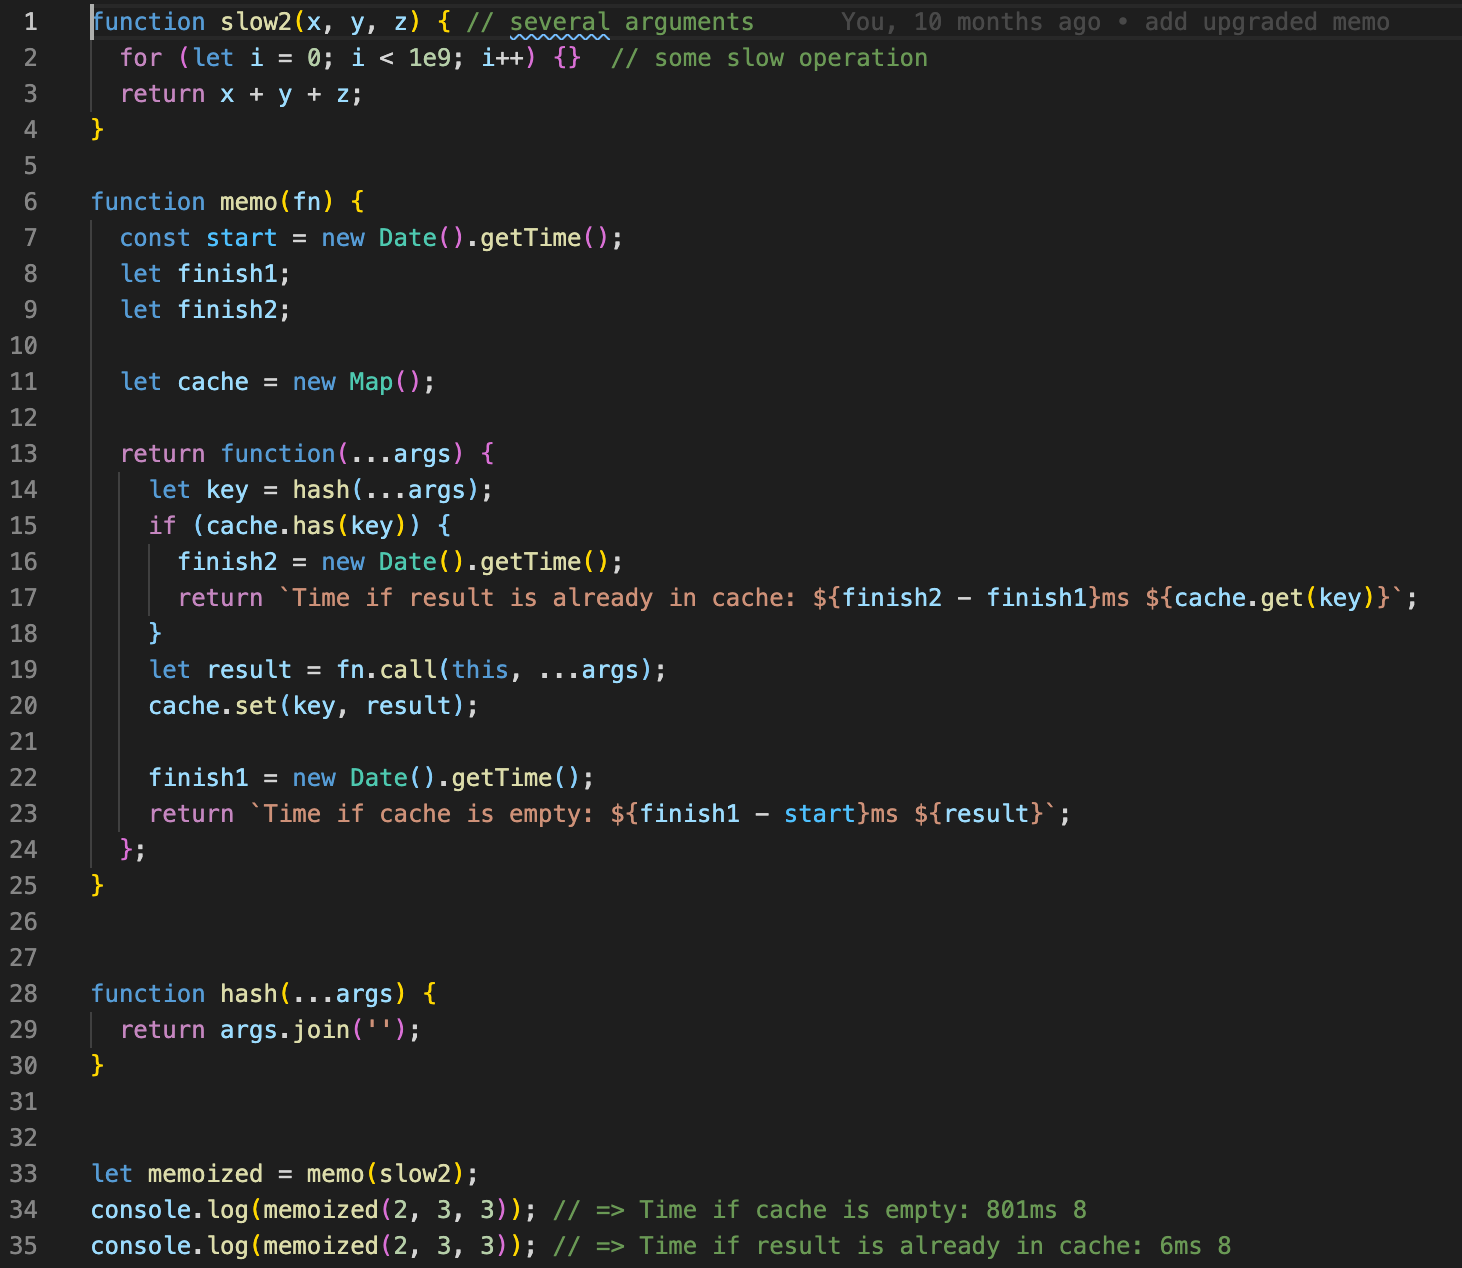 1 function slow2(x, y, z) { // several arguments You, 10 months ago • add upgraded memo
2 for (let i = 0; i < 1e9; i++) {} // some slow operation
3 return x + y + z;
4 }
5
6 function memo(fn) {
7 const start = new Date().getTime();
8 let finish1;
9 let finish2;
10
11 let cache = new Map();
12
13 return function(...args) {
14 let key = hash(...args);
15 if (cache.has(key)) {
16 finish2 = new Date().getTime();
17 return `Time if result is already in cache: ${finish2 - finish1}ms ${cache.get(key)}`;
18 }
19 let result = fn.call(this, ...args);
20 cache.set(key, result);
21
22 finish1 = new Date().getTime();
23 return `Time if cache is empty: ${finish1 - start}ms ${result}`;
24 };
25 }
26
27
28 function hash(...args) {
29 return args.join('');
30 }
31
32
33 let memoized = memo(slow2);
34 console.log(memoized(2, 3, 3)); // => Time if cache is empty: 801ms 8
35 console.log(memoized(2, 3, 3)); // => Time if result is already in cache: 6ms 8